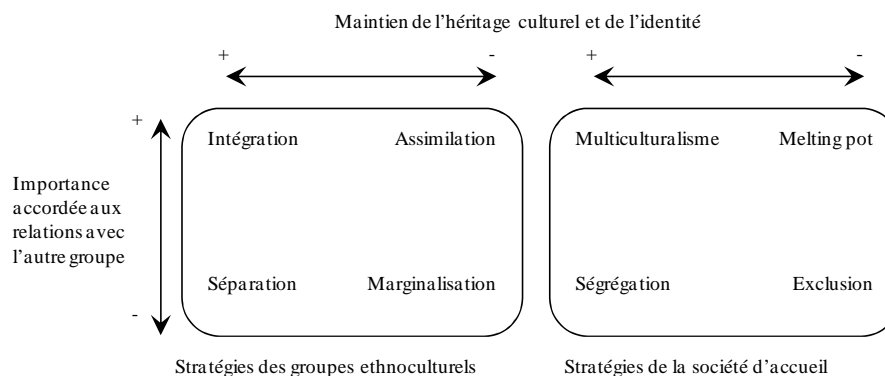 Maintien de l'héritage culturel et de l'identité
+ - + -
+
Intégration Assimilation Multiculturalisme Melting pot
Importance
accordée aux
relations avec
l'autre groupe
Séparation Marginalisation Ségrégation Exclusion
-
Stratégies des groupes ethnoculturels Stratégies de la société d'accueil